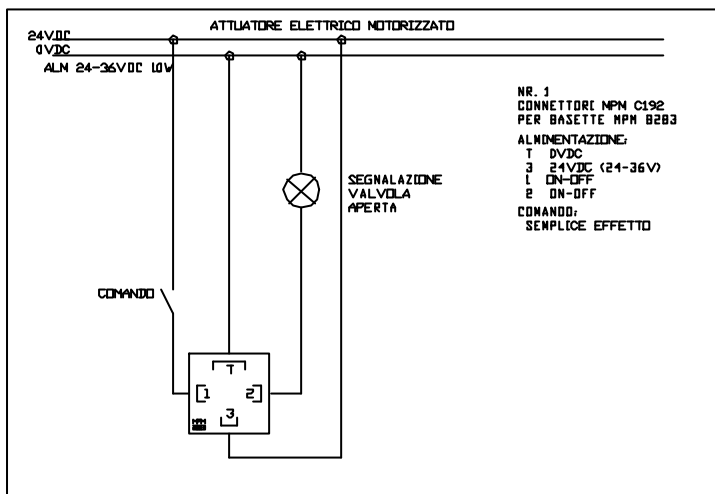 ATTUATORE ELETTRICO MOTORIZZATO
24VDC
0VDC
ALM 24-36VDC 10W
NR. 1
CONNETTORE MPM C192
PER BASETTE MPM B283
ALIMENTAZIONE:
T 0VDC
3 24VDC (24-36V)
1 ON-OFF
2 ON-OFF
COMANDO:
SEMPLICE EFFETTO
SEGNALAZIONE
VALVOLA
APERTA
COMANDO
T
1 2
3